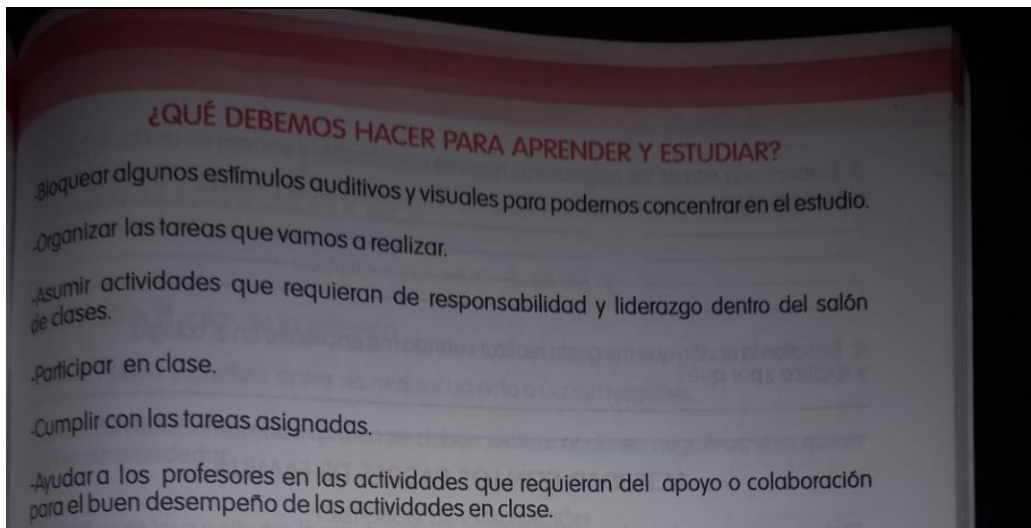 ¿QUÉ DEBEMOS HACER PARA APRENDER Y ESTUDIAR?
-Bloquear algunos estímulos auditivos y visuales para podernos concentrar en el estudio.
-Organizar las tareas que vamos a realizar.
-Asumir actividades que requieran de responsabilidad y liderazgo dentro del salón
de clases.
-Participar en clase.
-Cumplir con las tareas asignadas.
-Ayudar a los profesores en las actividades que requieran del apoyo o colaboración
para el buen desempeño de las actividades en clase.